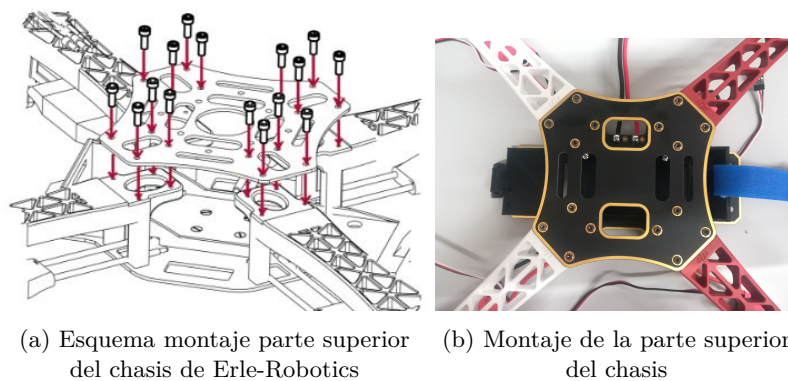 (a) Esquema montaje parte superior
del chasis de Erle-Robotics
(b) Montaje de la parte superior
del chasis